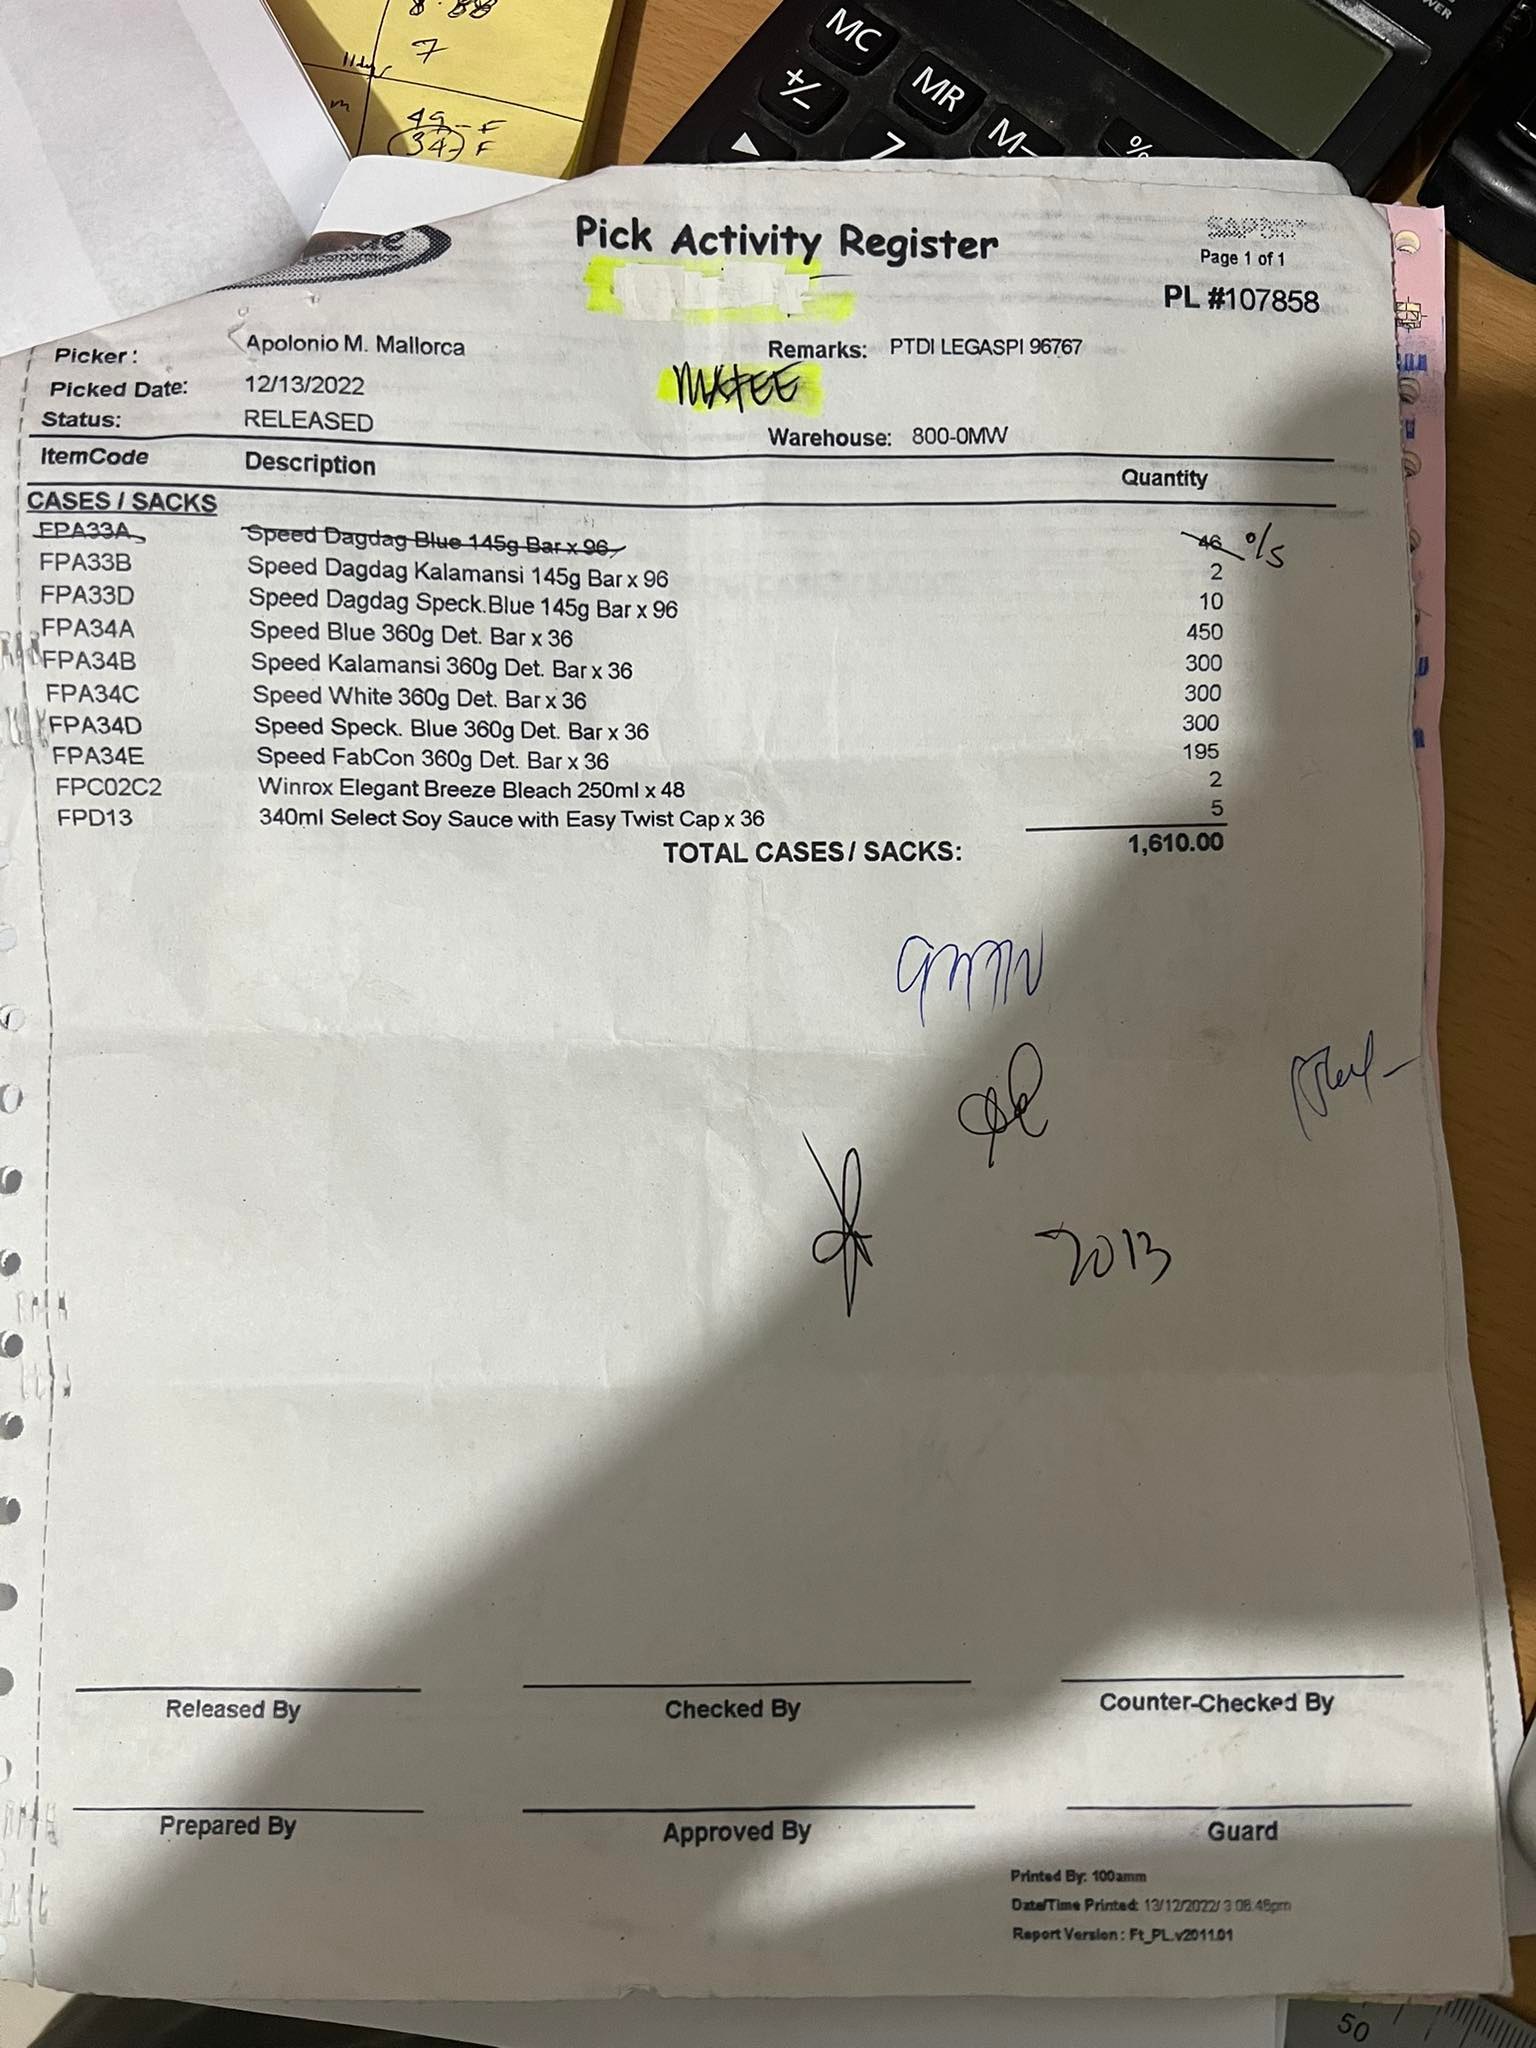 8.88
7
49 - F
34 - F
MC
MR
M-
+/-
7
%
▶
corporation
Pick Activity Register
Page 1 of 1
PL #107858
Picker: Apolonio M. Mallorca Remarks: PTDI LEGASPI 96767
Picked Date: 12/13/2022
Status: RELEASED Warehouse: 800-0MW
ItemCode Description Quantity
CASES / SACKS
FPA33A Speed Dagdag Blue 145g Bar x 96 46 o/s
FPA33B Speed Dagdag Kalamansi 145g Bar x 96 2
FPA33D Speed Dagdag Speck.Blue 145g Bar x 96 10
FPA34A Speed Blue 360g Det. Bar x 36 450
FPA34B Speed Kalamansi 360g Det. Bar x 36 300
FPA34C Speed White 360g Det. Bar x 36 300
FPA34D Speed Speck. Blue 360g Det. Bar x 36 300
FPA34E Speed FabCon 360g Det. Bar x 36 195
FPC02C2 Winrox Elegant Breeze Bleach 250ml x 48 2
FPD13 340ml Select Soy Sauce with Easy Twist Cap x 36 5
TOTAL CASES / SACKS: 1,610.00
2013
Released By Checked By Counter-Checked By
Prepared By Approved By Guard
Printed By: 100amm
Date/Time Printed: 13/12/2022/ 3:08:46pm
Report Version : Ft_PL.v2011.01
50